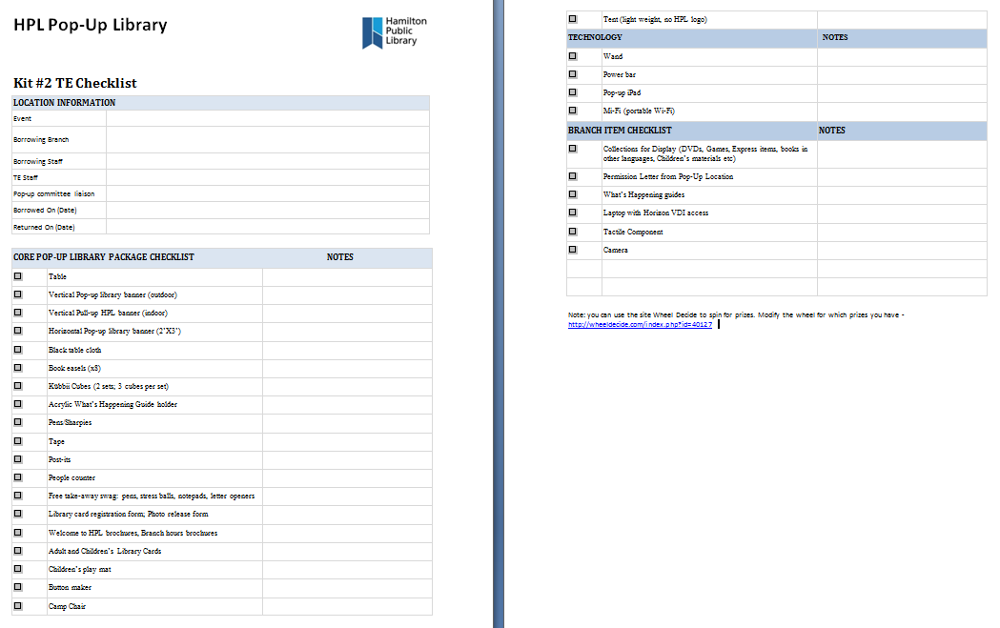 HPL Pop-Up Library
Hamilton
Public
Library
Kit #2 TE Checklist
LOCATION INFORMATION
Event
Borrowing Branch
Borrowing Staff
TE Staff
Pop-up committee liaison
Borrowed On (Date)
Returned On (Date)
CORE POP-UP LIBRARY PACKAGE CHECKLIST NOTES
Table
Vertical Pop-up library banner (outdoor)
Vertical Pull-up HPL banner (indoor)
Horizontal Pop-up library banner (2'X3')
Black table cloth
Book easels (x8)
Kübbii Cubes (2 sets; 3 cubes per set)
Acrylic What's Happening Guide holder
Pens/Sharpies
Tape
Post-its
People counter
Free take-away swag: pens, stress balls, notepads, letter openers
Library card registration form; Photo release form
Welcome to HPL brochures, Branch hours brochures
Adult and Children's Library Cards
Children's play mat
Button maker
Camp Chair
Tent (light weight, no HPL logo)
TECHNOLOGY NOTES
Wand
Power bar
Pop-up iPad
Mi-Fi (portable Wi-Fi)
BRANCH ITEM CHECKLIST NOTES
Collections for Display (DVDs, Games, Express items, books in
other languages, Children's materials etc)
Permission Letter from Pop-Up Location
What's Happening guides
Laptop with Horizon VDI access
Tactile Component
Camera
Note: you can use the site Wheel Decide to spin for prizes. Modify the wheel for which prizes you have -
http://wheeldecide.com/index.php?id=40127